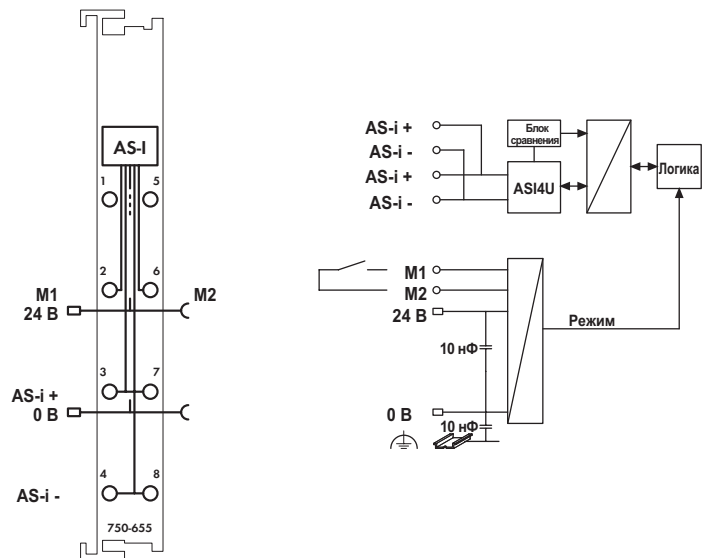 AS-I
1
5
2
6
M1
M2
24 В
3
7
AS-i +
0 В
4
8
AS-i -
750-655
AS-i +
AS-i -
AS-i +
AS-i -
Блок
сравнения
ASI4U
Логика
M1
M2
24 В
10 нФ
Режим
0 В
10 нФ